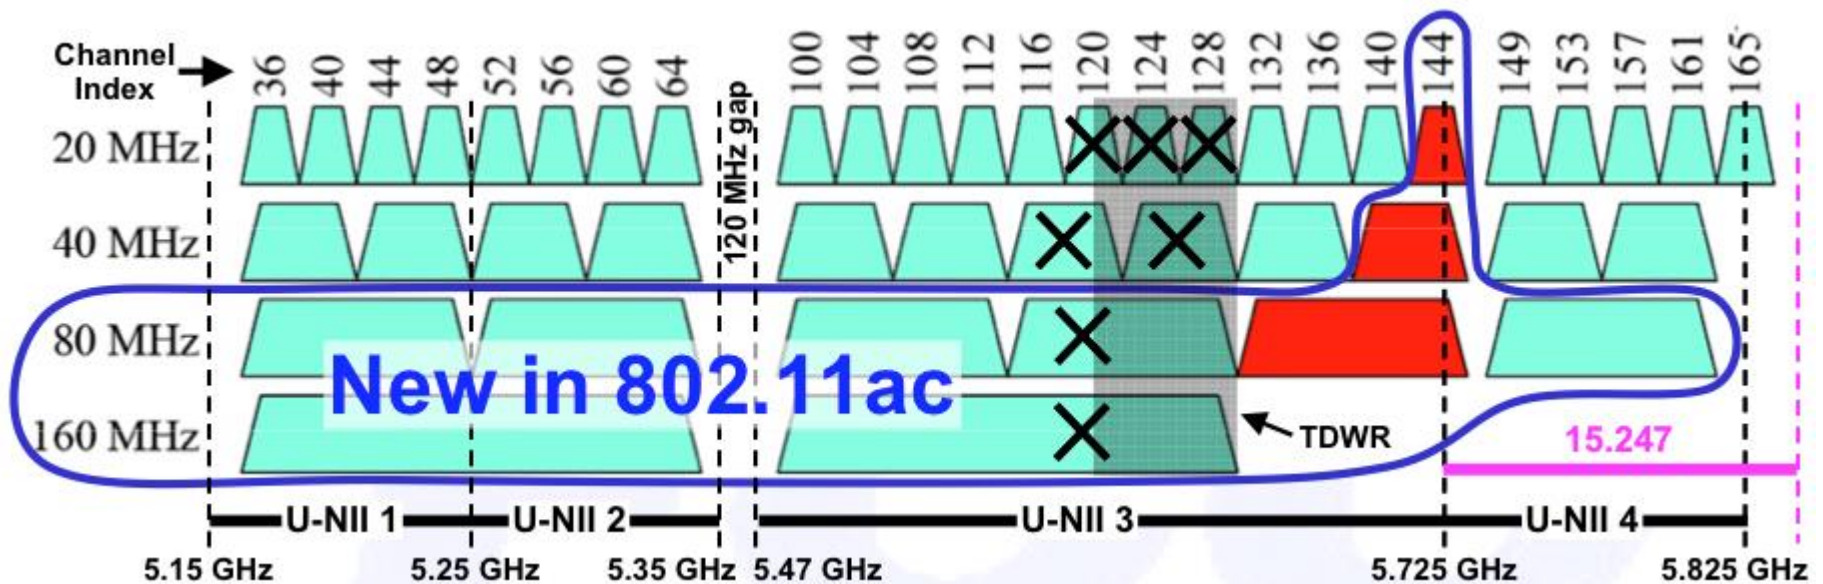 Channel
Index
36 40 44 48 52 56 60 64 100 104 108 112 116 120 124 128 132 136 140 144 149 153 157 161 165
20 MHz
120 MHz gap
40 MHz
80 MHz
New in 802.11ac
160 MHz
TDWR
15.247
U-NII 1 U-NII 2 U-NII 3 U-NII 4
5.15 GHz 5.25 GHz 5.35 GHz 5.47 GHz 5.725 GHz 5.825 GHz